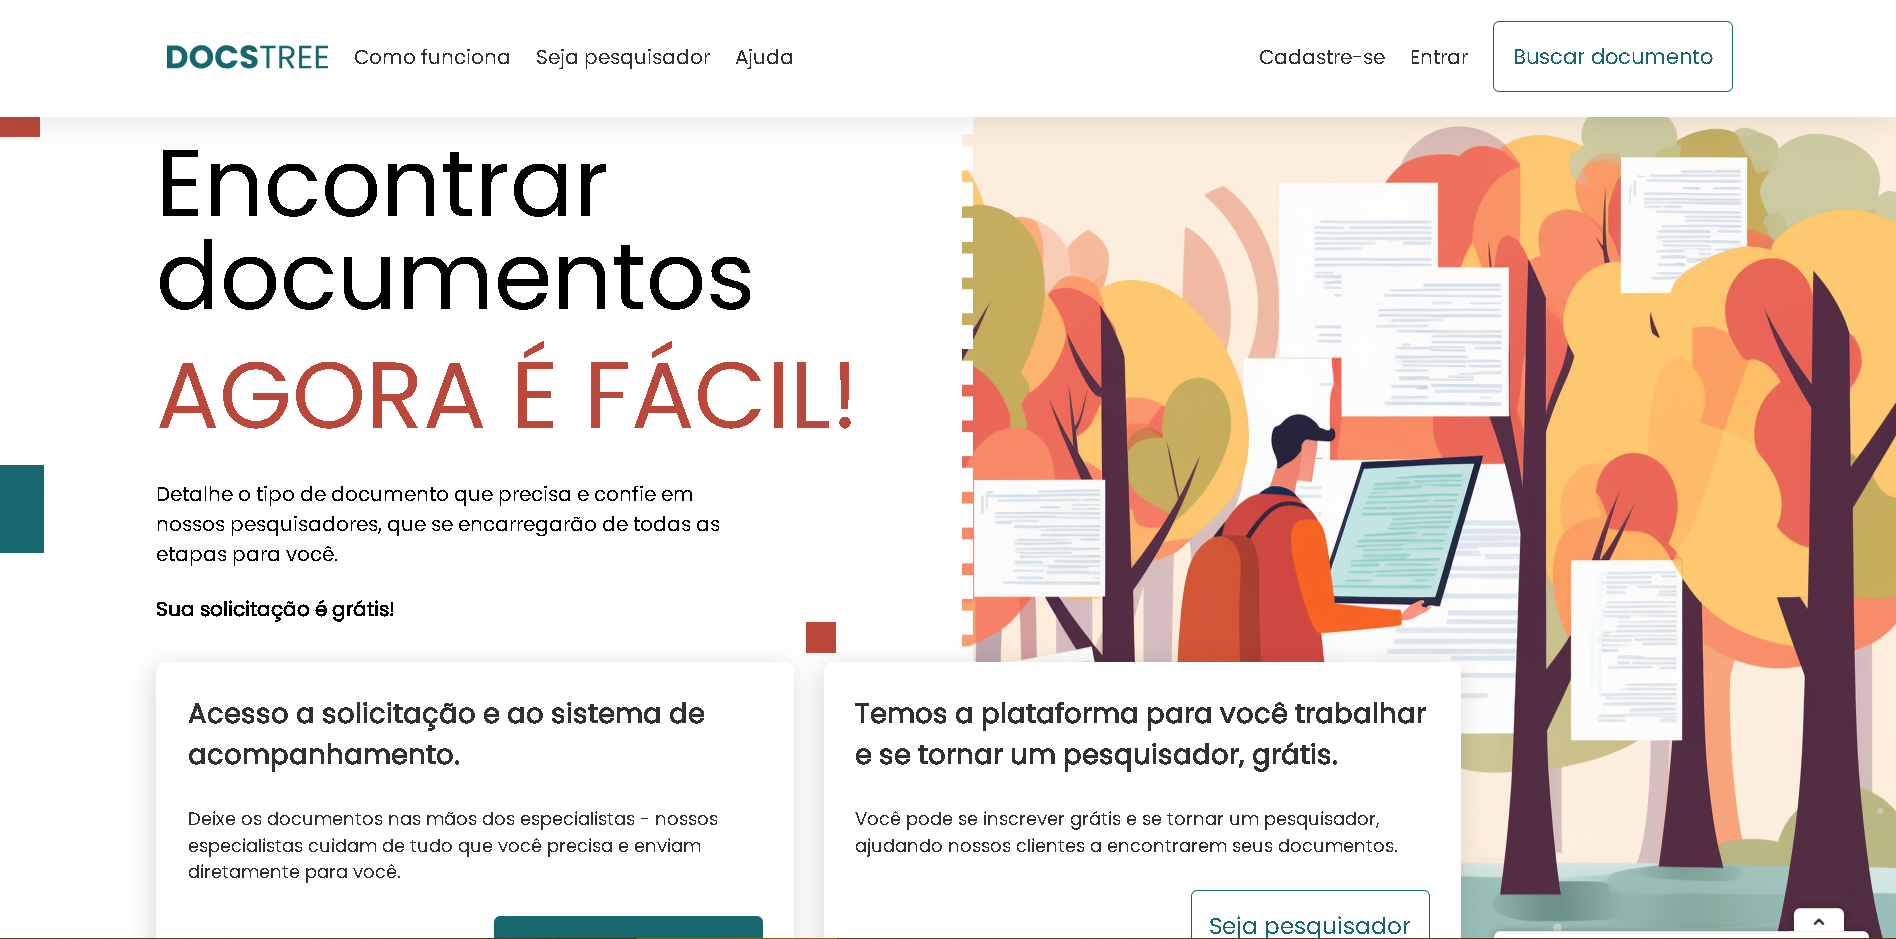 DOCSTREE Como funciona Seja pesquisador Ajuda Cadastre-se Entrar Buscar documento
Encontrar
documentos
AGORA É FÁCIL!
Detalhe o tipo de documento que precisa e confie em
nossos pesquisadores, que se encarregarão de todas as
etapas para você.
Sua solicitação é grátis!
Acesso a solicitação e ao sistema de
acompanhamento.
Deixe os documentos nas mãos dos especialistas - nossos
especialistas cuidam de tudo que você precisa e enviam
diretamente para você.
Temos a plataforma para você trabalhar
e se tornar um pesquisador, grátis.
Você pode se inscrever grátis e se tornar um pesquisador,
ajudando nossos clientes a encontrarem seus documentos.
Seja pesquisador